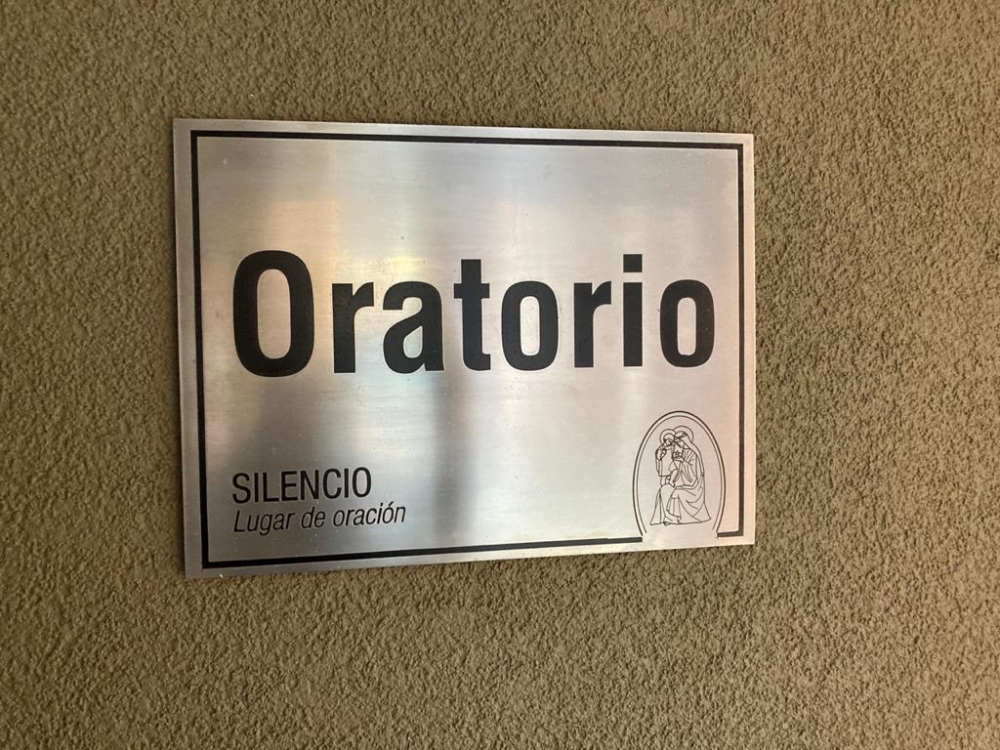 Oratorio
SILENCIO
Lugar de oración